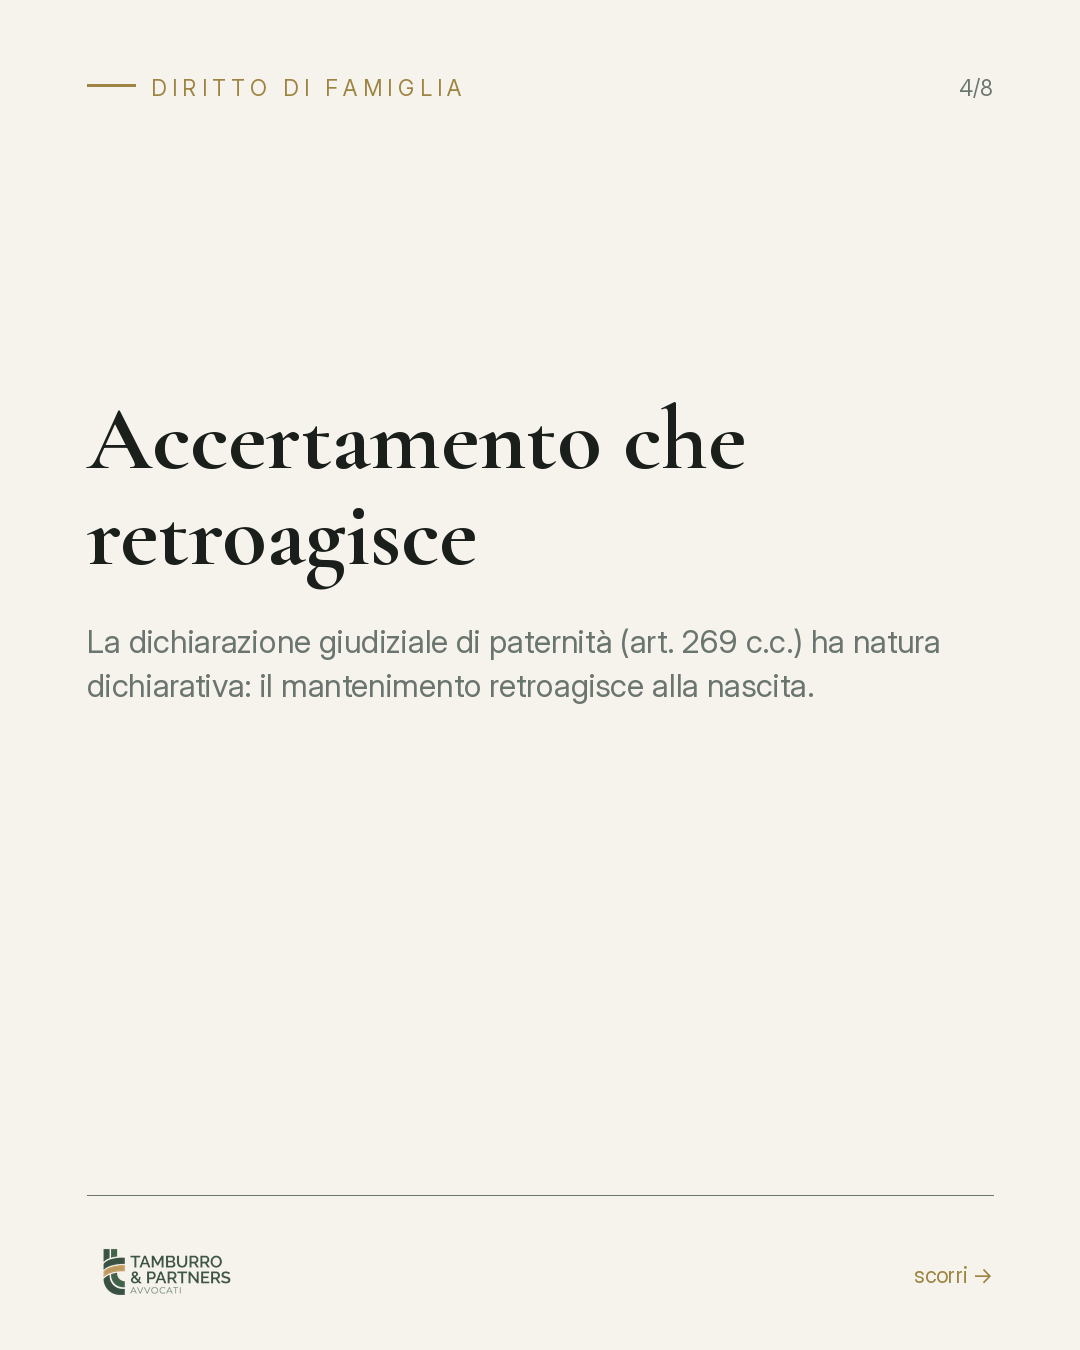 DIRITTO DI FAMIGLIA
4/8
Accertamento che
retroagisce
La dichiarazione giudiziale di paternità (art. 269 c.c.) ha natura
dichiarativa: il mantenimento retroagisce alla nascita.
TAMBURRO
& PARTNERS
AVVOCATI
scorri →